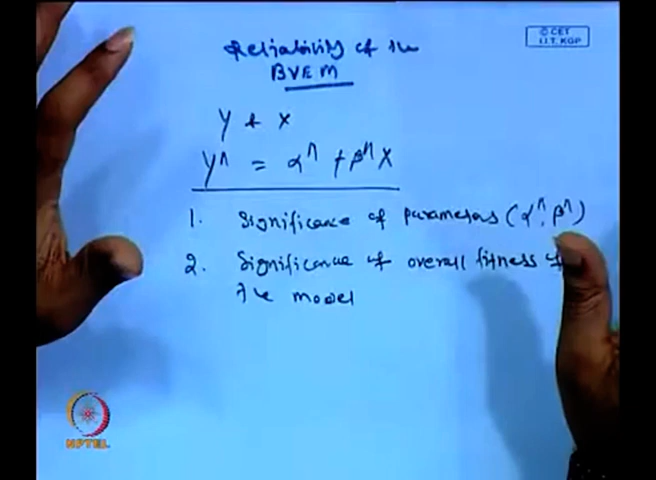 Reliability of the
BVEM
© CET
I.I.T. KGP
Y & X
Y^ = α^ + β^ X
1. Significance of parameters (α^, β^)
2. Significance of overall fitness of
the model
NPTEL